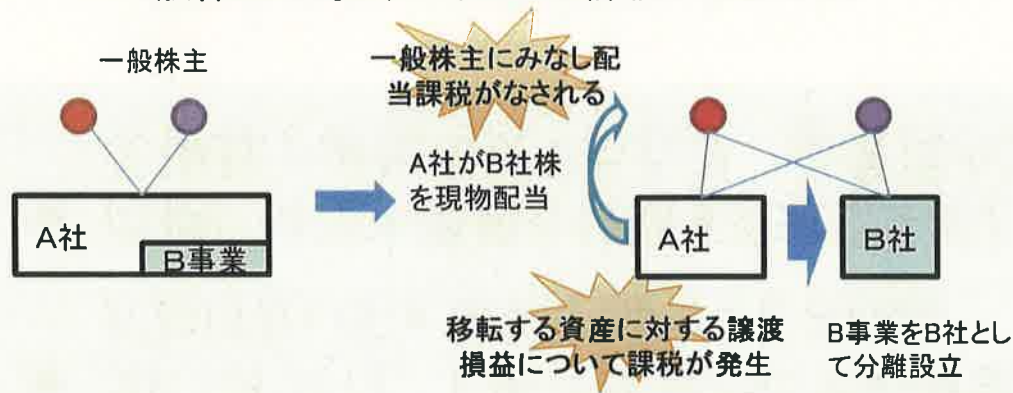 一般株主
一般株主にみなし配
当課税がなされる
A社がB社株
を現物配当
A社
B事業
A社
B社
移転する資産に対する譲渡
損益について課税が発生
B事業をB社とし
て分離設立